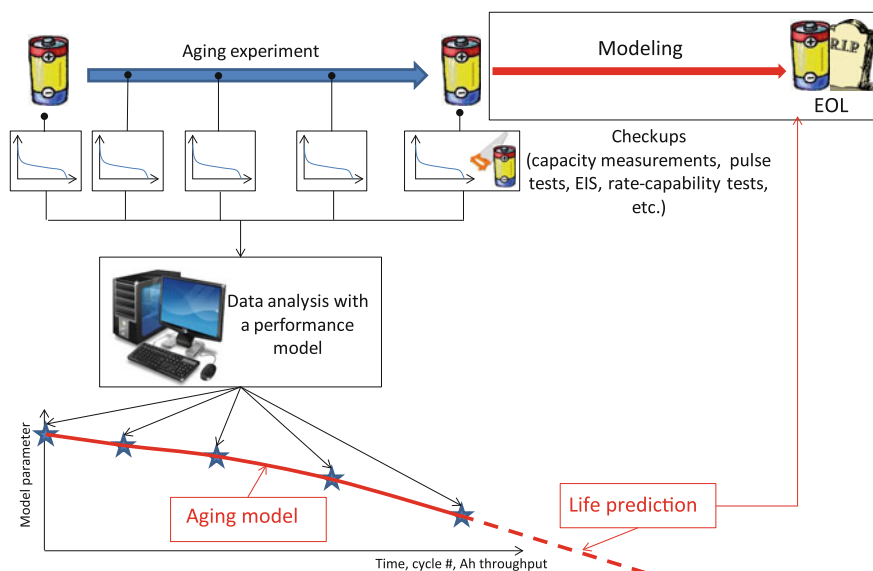 Aging experiment
Modeling
R.I.P.
EOL
Checkups
(capacity measurements, pulse
tests, EIS, rate-capability tests,
etc.)
Data analysis with
a performance
model
Model parameter
Aging model
Life prediction
Time, cycle #, Ah throughput